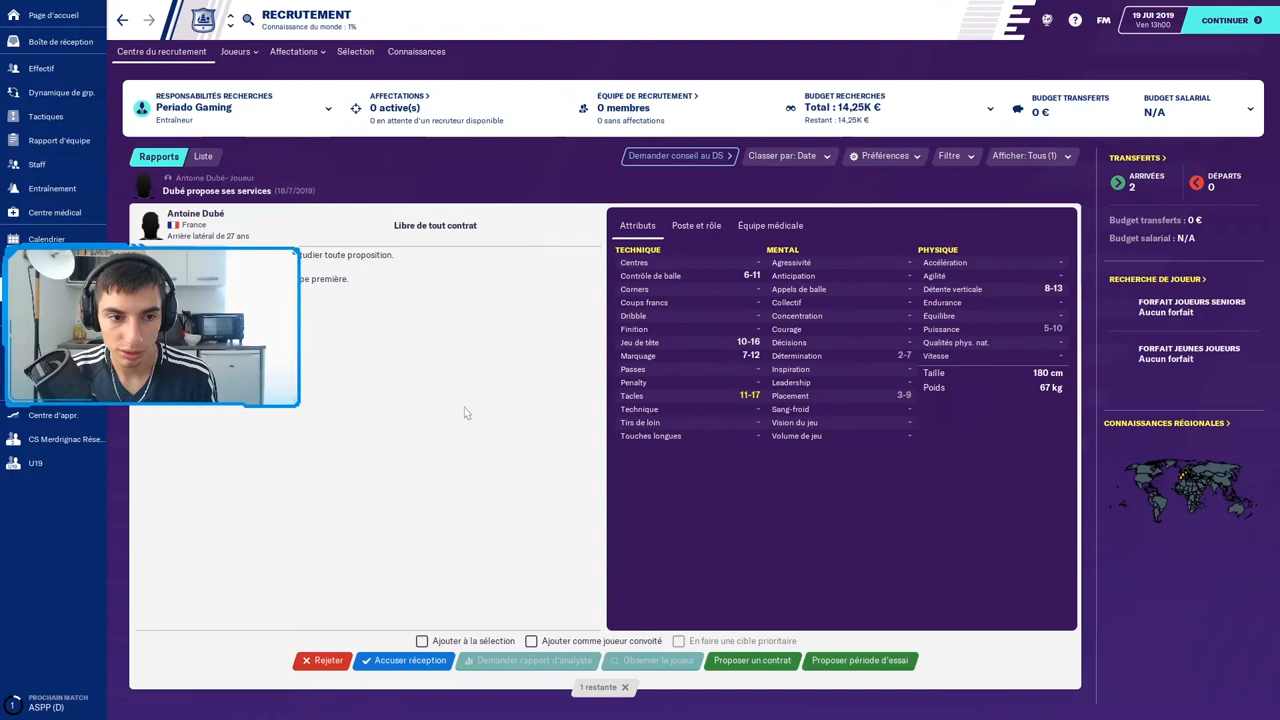 Page d'accueil
Boîte de réception
Effectif
Dynamique de grp.
Tactiques
Rapport d'équipe
Staff
Entraînement
Centre médical
Calendrier
Centre d'appr.
CS Merdrignac Rése...
U19
1
PROCHAIN MATCH
ASPP (D)
RECRUTEMENT
Connaissance du monde : 1%
FM
19 JUI 2019
Ven 13h00
CONTINUER
Centre du recrutement
Joueurs
Affectations
Sélection
Connaissances
RESPONSABILITÉS RECHERCHES
Periado Gaming
Entraîneur
AFFECTATIONS
0 active(s)
0 en attente d'un recruteur disponible
ÉQUIPE DE RECRUTEMENT
0 membres
0 sans affectations
BUDGET RECHERCHES
Total : 14,25K €
Restant : 14,25K €
BUDGET TRANSFERTS
0 €
BUDGET SALARIAL
N/A
Rapports
Liste
Demander conseil au DS
Classer par: Date
Préférences
Filtre
Afficher: Tous (1)
Antoine Dubé- Joueur
Dubé propose ses services (18/7/2019)
Antoine Dubé
France
Arrière latéral de 27 ans
Libre de tout contrat
tudier toute proposition.
pe première.
Attributs
Poste et rôle
Équipe médicale
TECHNIQUE
Centres -
Contrôle de balle 6-11
Corners -
Coups francs -
Dribble -
Finition -
Jeu de tête 10-16
Marquage 7-12
Passes -
Penalty -
Tacles 11-17
Technique -
Tirs de loin -
Touches longues -
MENTAL
Agressivité -
Anticipation -
Appels de balle -
Collectif -
Concentration -
Courage -
Décisions -
Détermination 2-7
Inspiration -
Leadership -
Placement 3-9
Sang-froid -
Vision du jeu -
Volume de jeu -
PHYSIQUE
Accélération -
Agilité -
Détente verticale 8-13
Endurance -
Équilibre -
Puissance 5-10
Qualités phys. nat. -
Vitesse -
Taille 180 cm
Poids 67 kg
Ajouter à la sélection
Ajouter comme joueur convoité
En faire une cible prioritaire
Rejeter
Accuser réception
Demander rapport d'analyste
Observer le joueur
Proposer un contrat
Proposer période d'essai
1 restante
TRANSFERTS
ARRIVÉES
2
DÉPARTS
0
Budget transferts : 0 €
Budget salarial : N/A
RECHERCHE DE JOUEUR
FORFAIT JOUEURS SENIORS
Aucun forfait
FORFAIT JEUNES JOUEURS
Aucun forfait
CONNAISSANCES RÉGIONALES